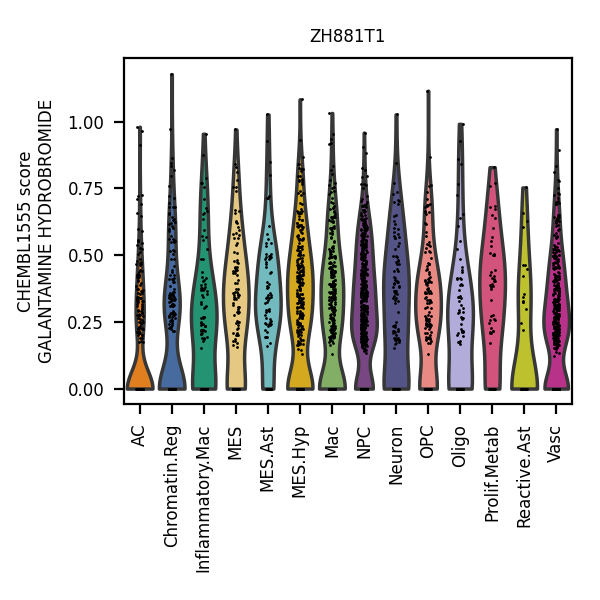 ZH881T1
CHEMBL1555 score
GALANTAMINE HYDROBROMIDE
1.00
0.75
0.50
0.25
0.00
AC
Chromatin.Reg
Inflammatory.Mac
MES
MES.Ast
MES.Hyp
Mac
NPC
Neuron
OPC
Oligo
Prolif.Metab
Reactive.Ast
Vasc